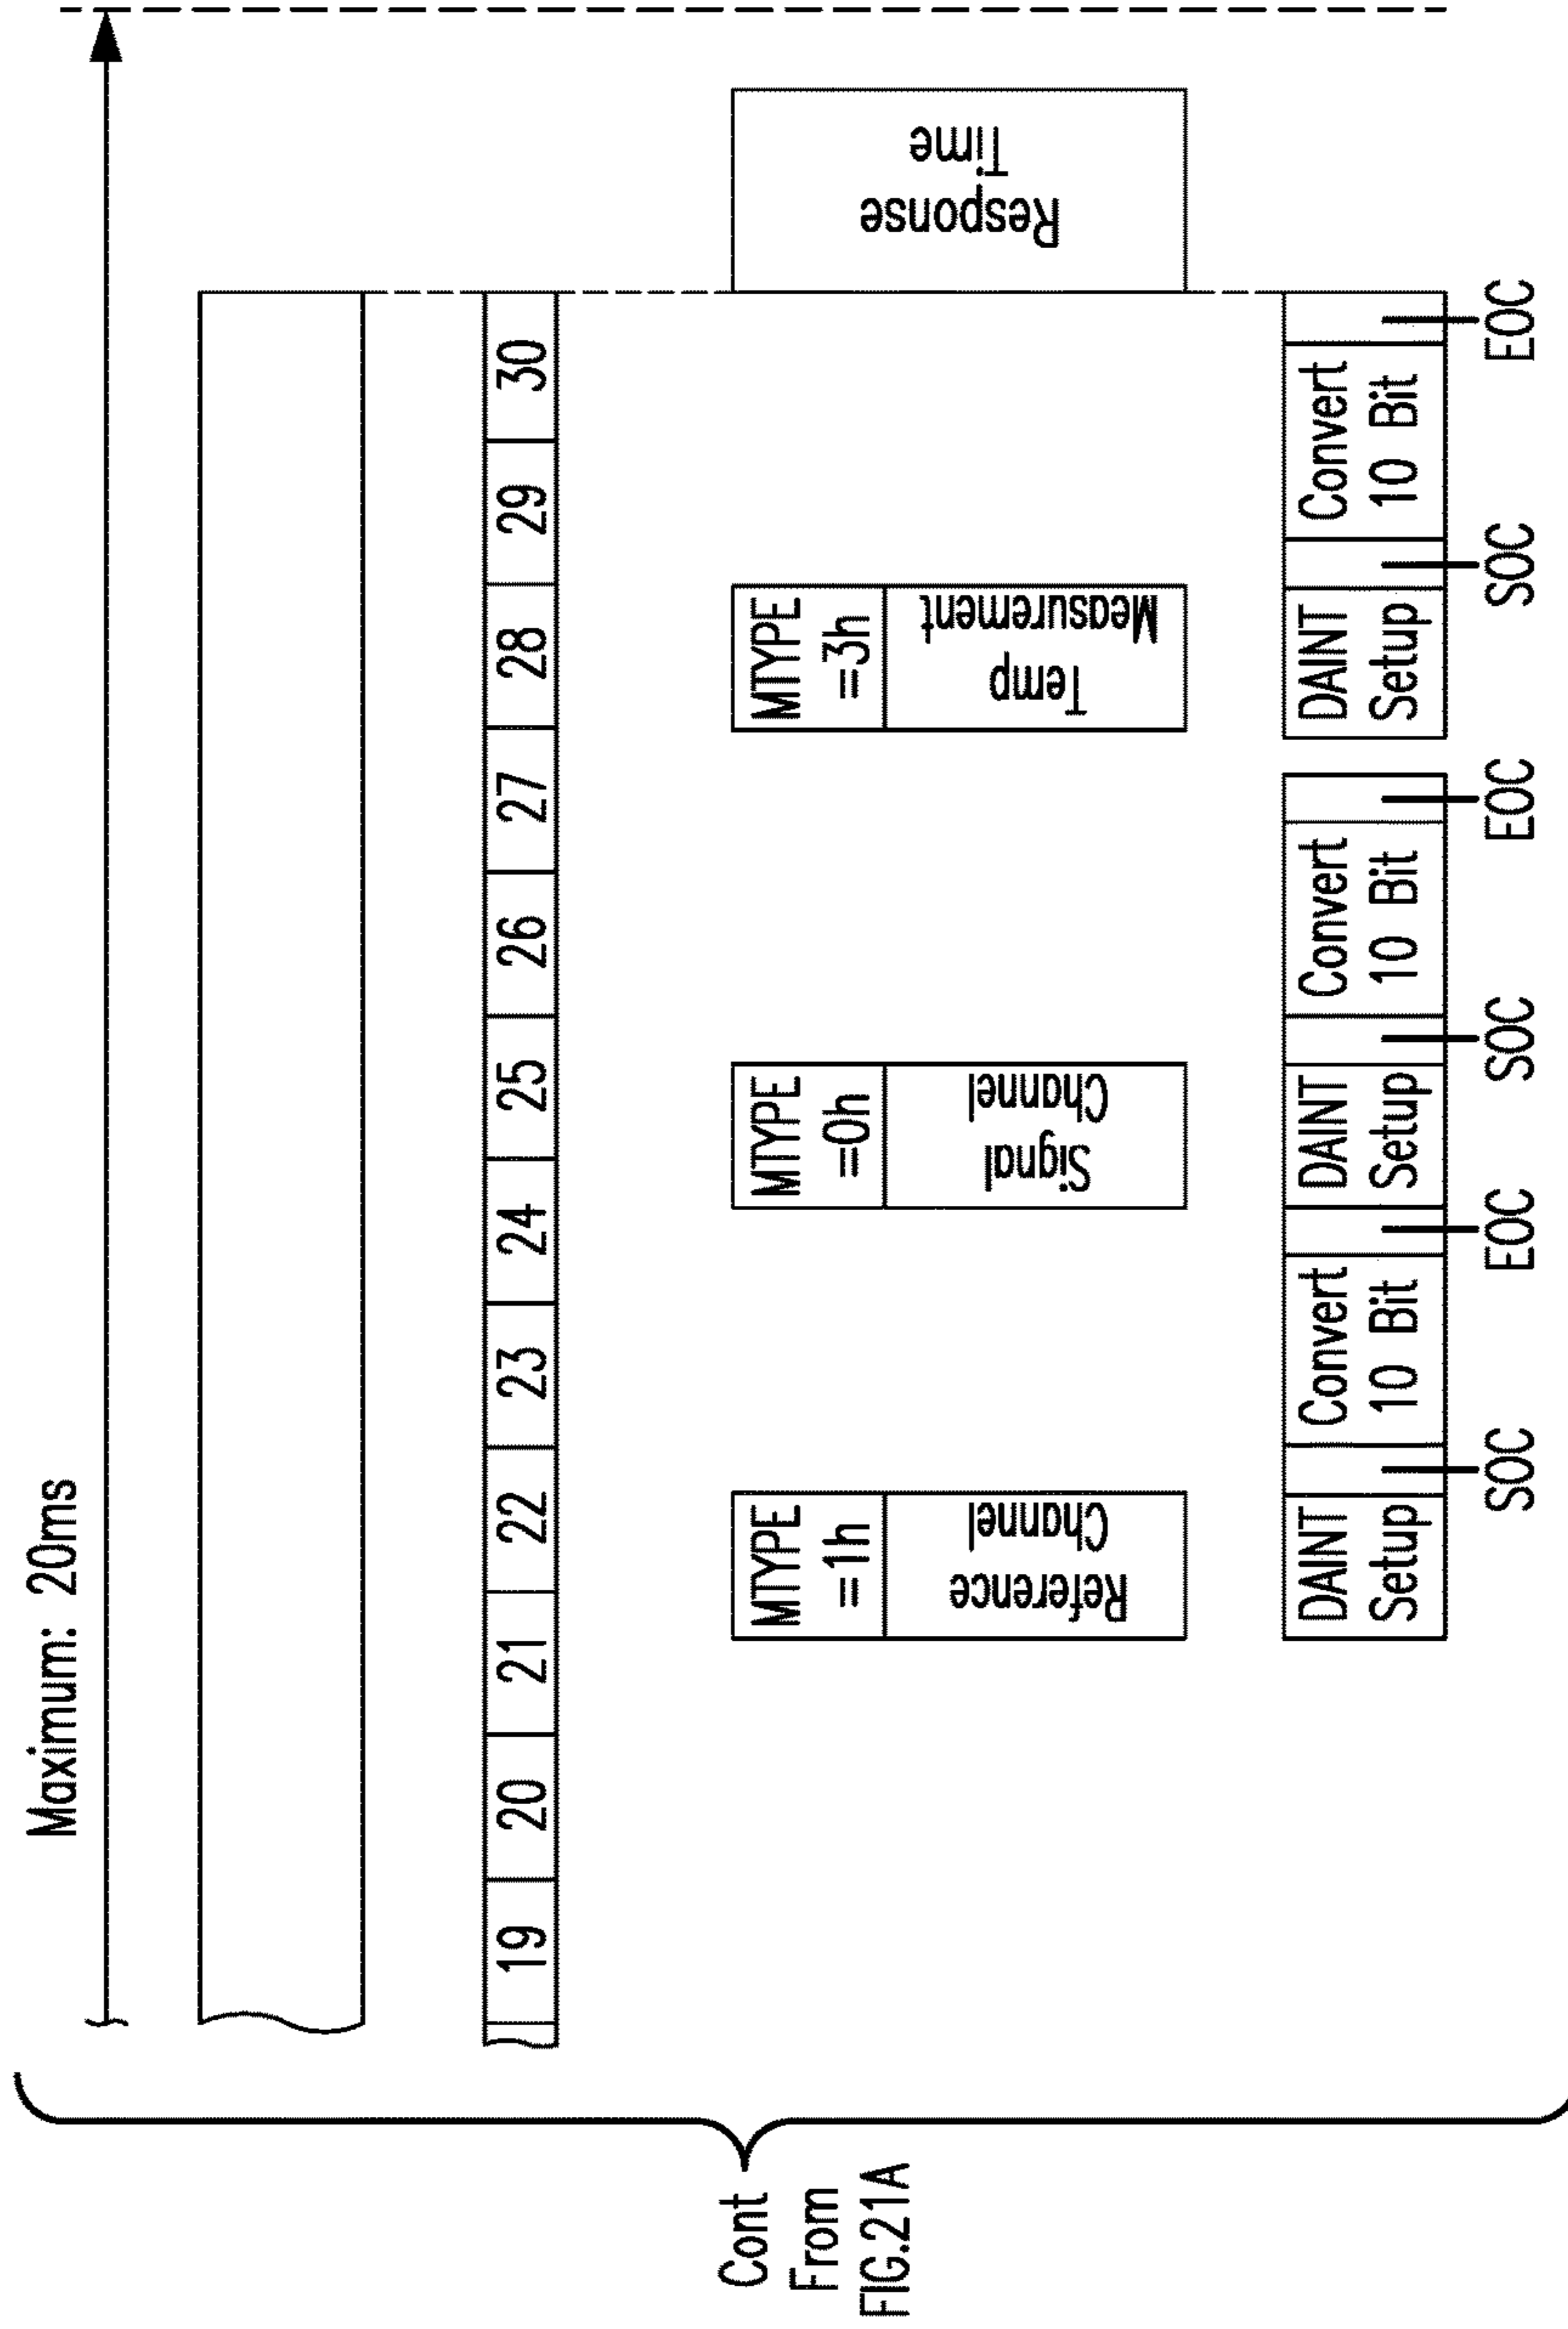 Maximum: 20ms
Cont
From
FIG.21A
19 20 21 22 23 24 25 26 27 28 29 30
MTYPE
=1h
Reference
Channel
MTYPE
=0h
Signal
Channel
MTYPE
=3h
Temp
Measurement
Response
Time
DAINT
Setup
Convert
10 Bit
DAINT
Setup
Convert
10 Bit
DAINT
Setup
Convert
10 Bit
SOC EOC SOC EOC SOC EOC